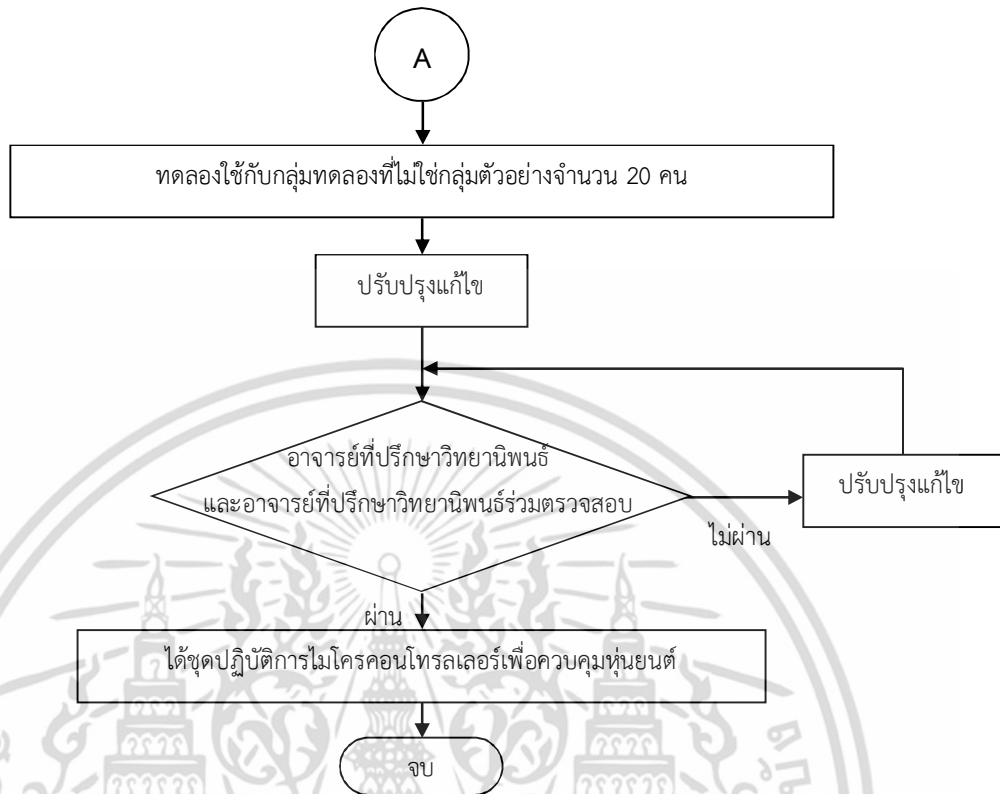 A
ทดลองใช้กับกลุ่มทดลองที่ไม่ใช่กลุ่มตัวอย่างจำนวน 20 คน
ปรับปรุงแก้ไข
อาจารย์ที่ปรึกษาวิทยานิพนธ์
และอาจารย์ที่ปรึกษาวิทยานิพนธ์ร่วมตรวจสอบ
ปรับปรุงแก้ไข
ไม่ผ่าน
ผ่าน
ได้ชุดปฏิบัติการไมโครคอนโทรลเลอร์เพื่อควบคุมหุ่นยนต์
จบ